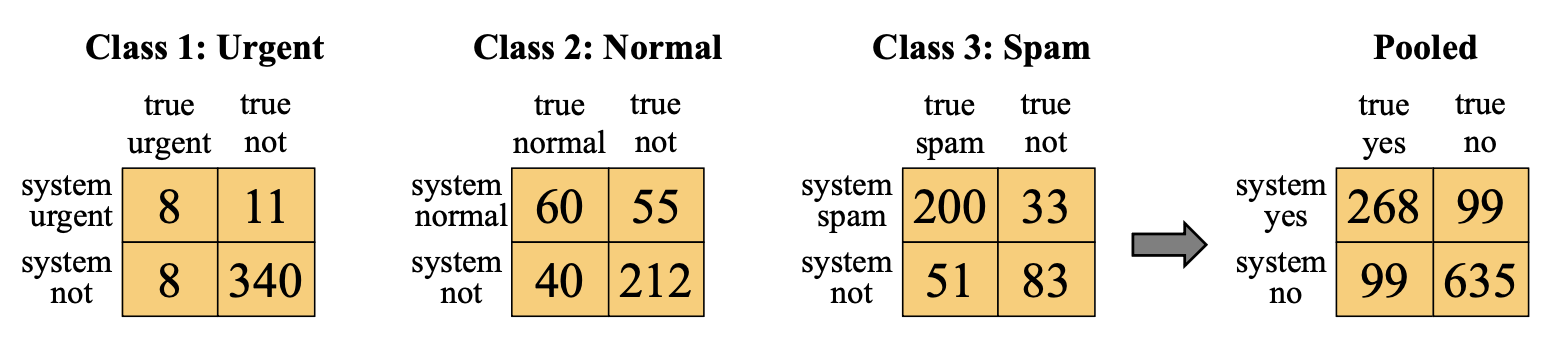 Class 1: Urgent
true true
urgent not
system urgent 8 11
system not 8 340
Class 2: Normal
true true
normal not
system normal 60 55
system not 40 212
Class 3: Spam
true true
spam not
system spam 200 33
system not 51 83
Pooled
true true
yes no
system yes 268 99
system no 99 635